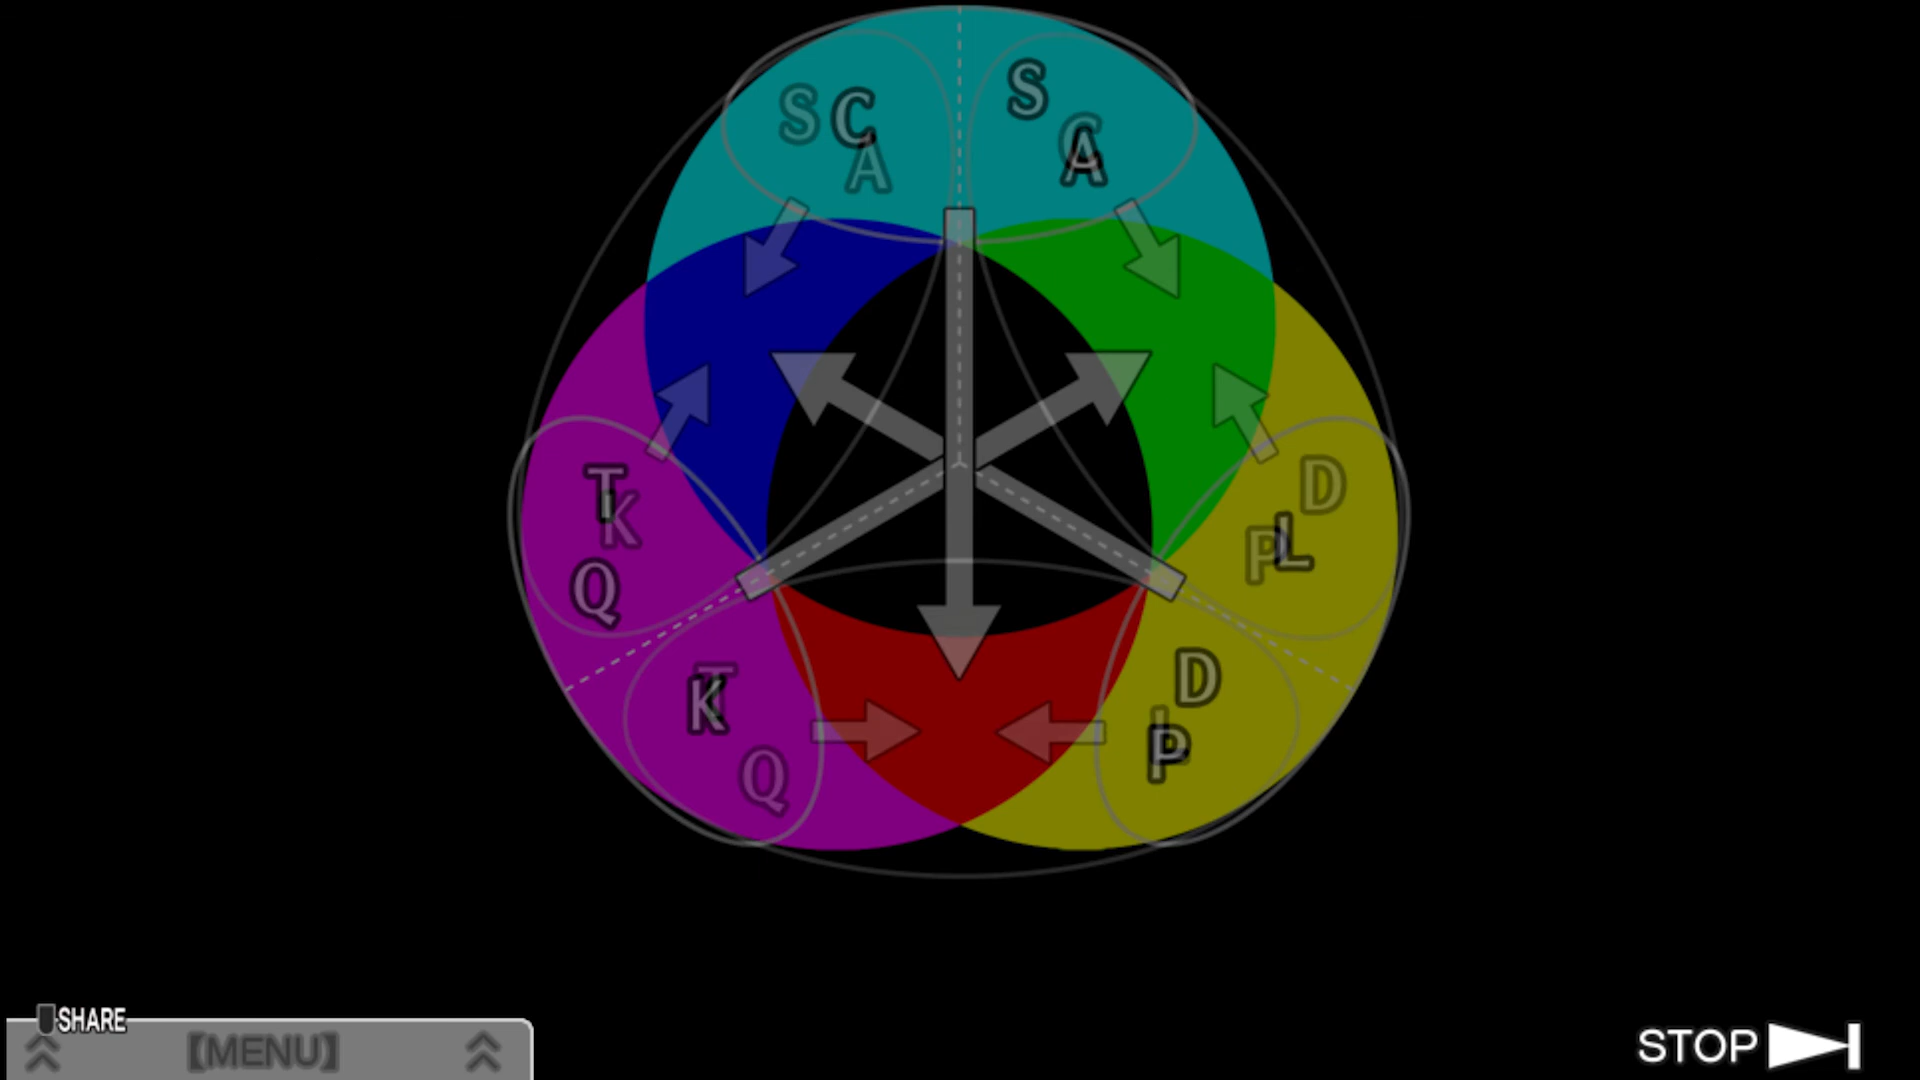 S C A
S C A
T K Q
D L P
T K Q
D L P
SHARE
【MENU】
STOP